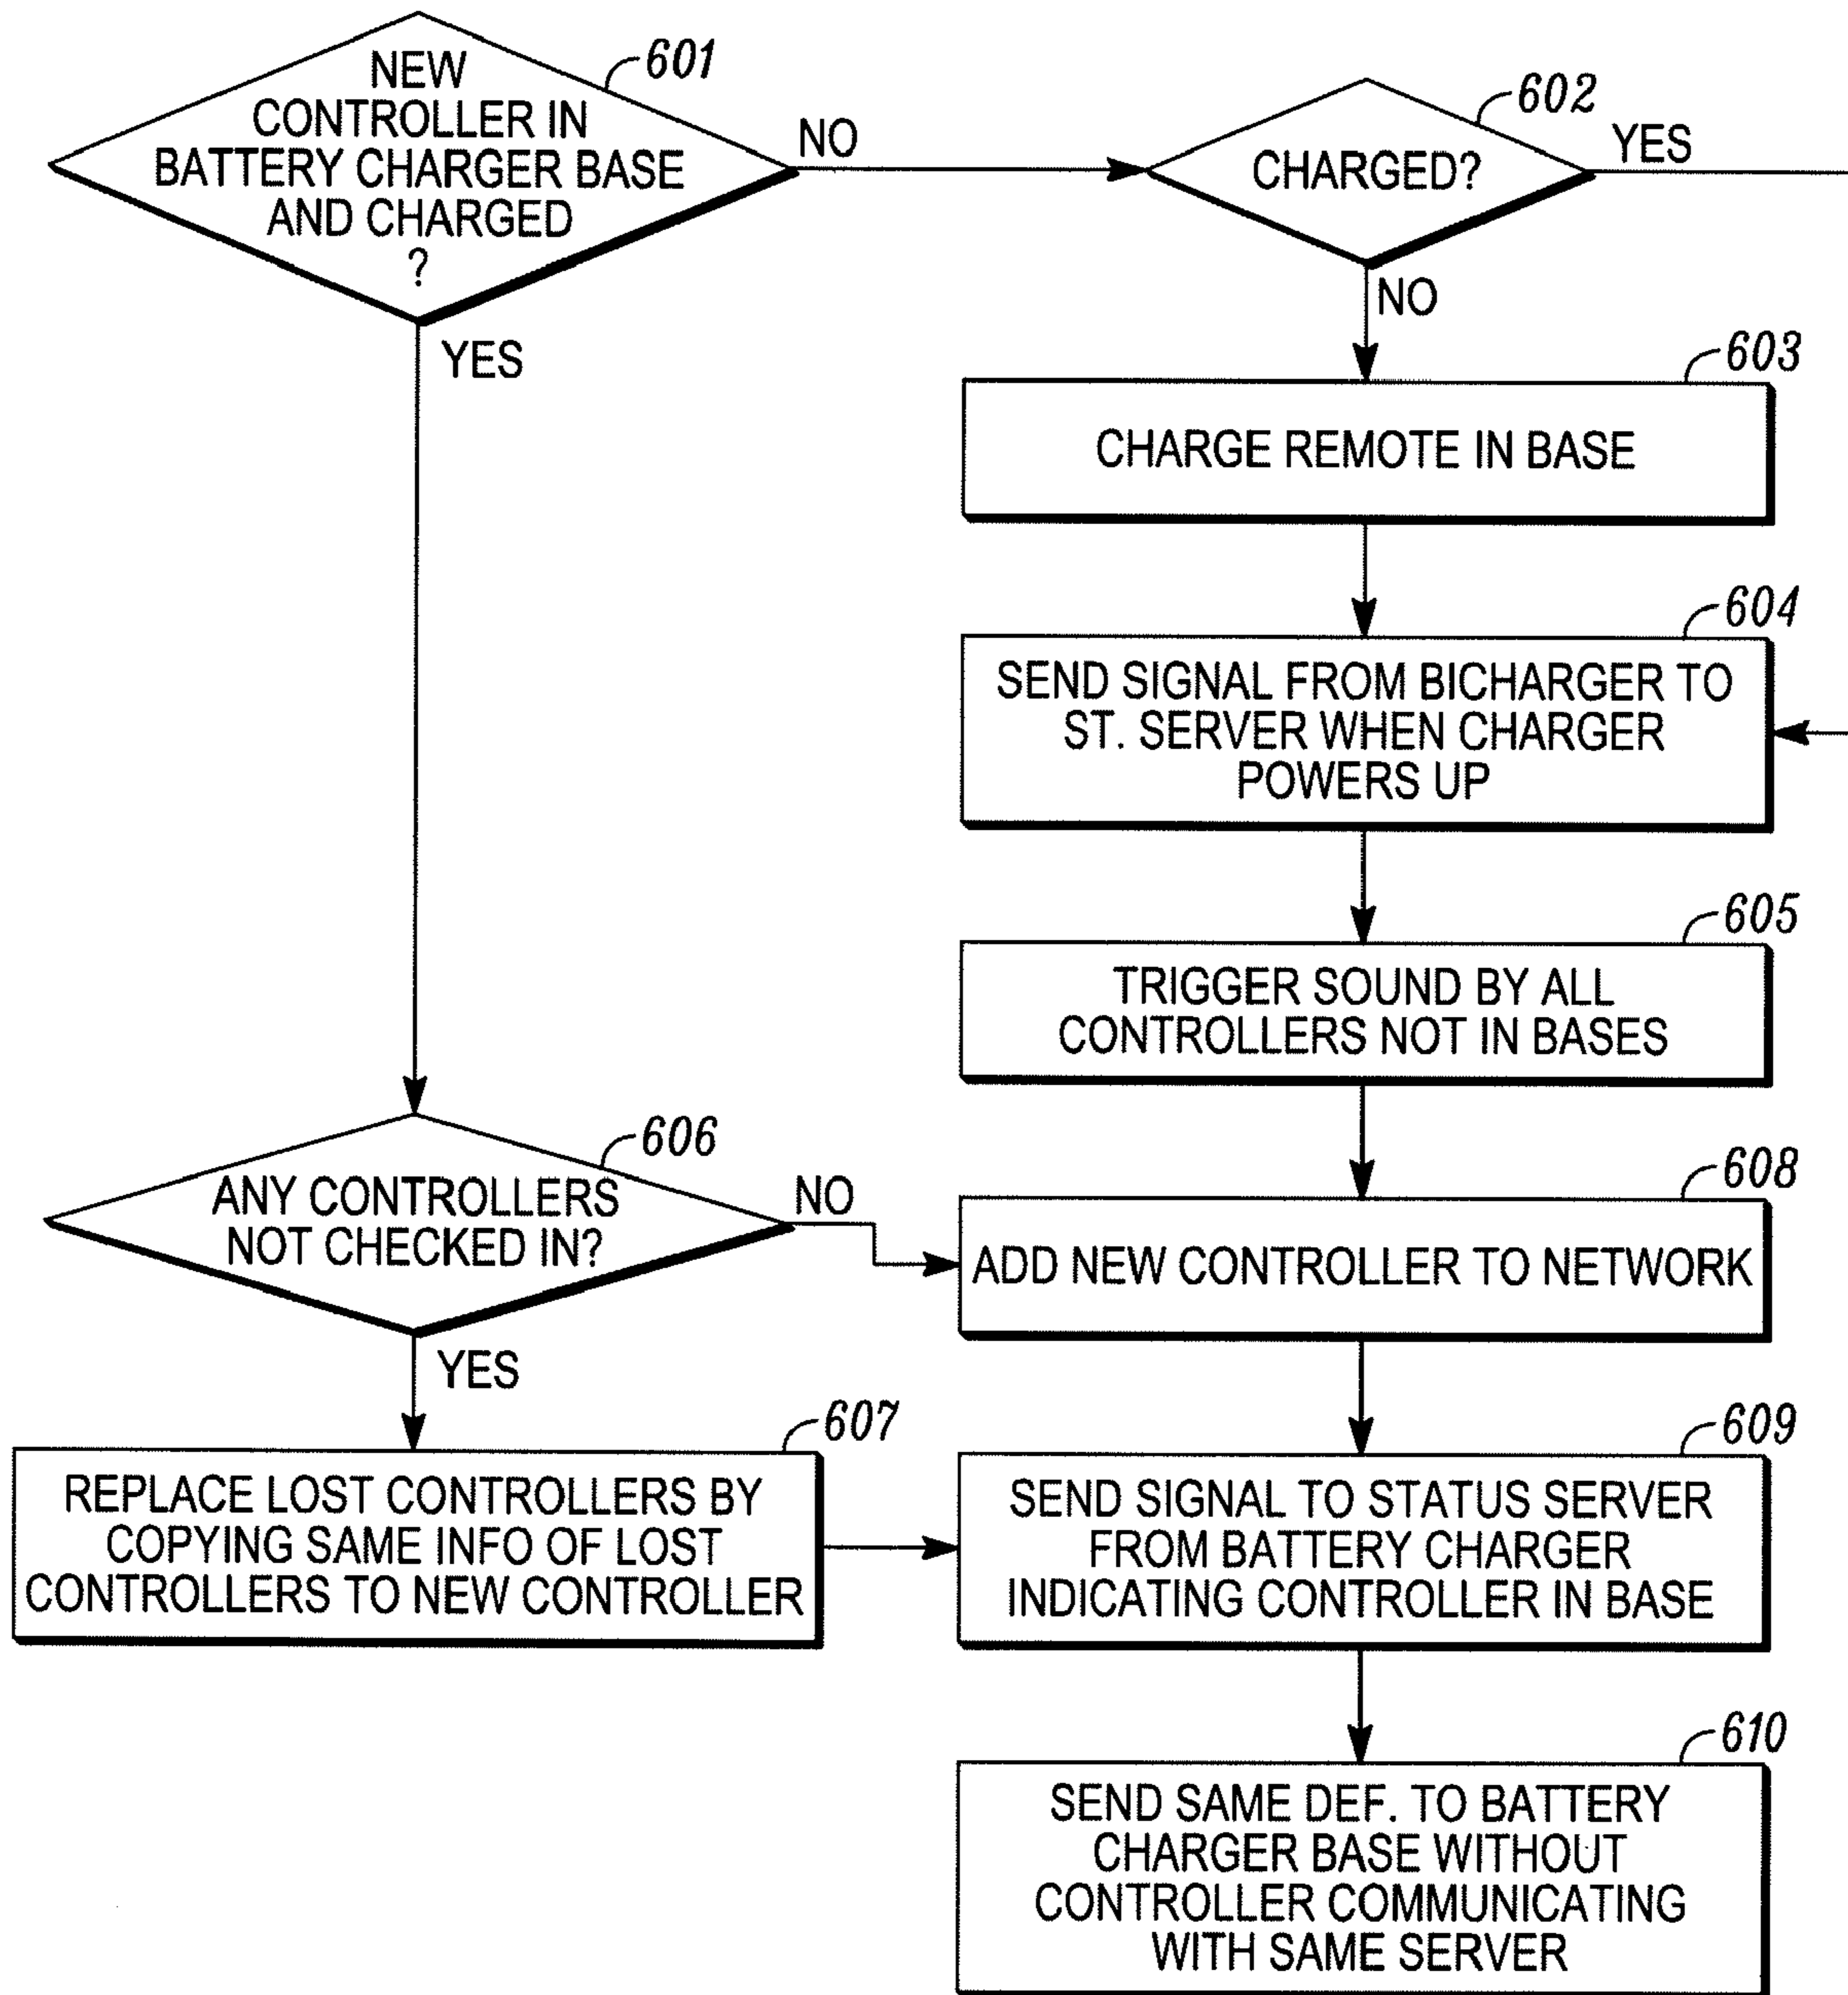 NEW
CONTROLLER IN
BATTERY CHARGER BASE
AND CHARGED
?
601
NO
YES
CHARGED?
602
YES
NO
603
CHARGE REMOTE IN BASE
604
SEND SIGNAL FROM BICHARGER TO
ST. SERVER WHEN CHARGER
POWERS UP
605
TRIGGER SOUND BY ALL
CONTROLLERS NOT IN BASES
606
ANY CONTROLLERS
NOT CHECKED IN?
NO
YES
608
ADD NEW CONTROLLER TO NETWORK
607
REPLACE LOST CONTROLLERS BY
COPYING SAME INFO OF LOST
CONTROLLERS TO NEW CONTROLLER
609
SEND SIGNAL TO STATUS SERVER
FROM BATTERY CHARGER
INDICATING CONTROLLER IN BASE
610
SEND SAME DEF. TO BATTERY
CHARGER BASE WITHOUT
CONTROLLER COMMUNICATING
WITH SAME SERVER